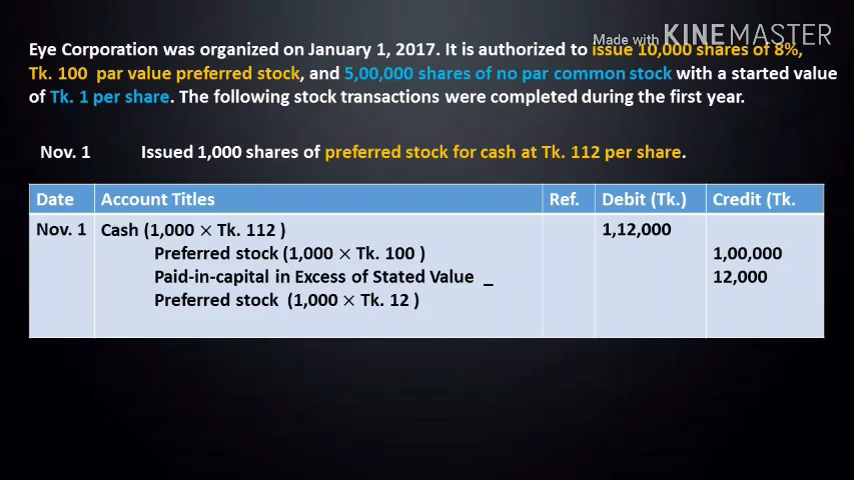 Made with KINEMASTER
Eye Corporation was organized on January 1, 2017. It is authorized to issue 10,000 shares of 8%,
Tk. 100 par value preferred stock, and 5,00,000 shares of no par common stock with a started value
of Tk. 1 per share. The following stock transactions were completed during the first year.
Nov. 1 Issued 1,000 shares of preferred stock for cash at Tk. 112 per share.
Date Account Titles Ref. Debit (Tk.) Credit (Tk.
Nov. 1 Cash (1,000 × Tk. 112 ) 1,12,000
Preferred stock (1,000 × Tk. 100 ) 1,00,000
Paid-in-capital in Excess of Stated Value _ 12,000
Preferred stock (1,000 × Tk. 12 )